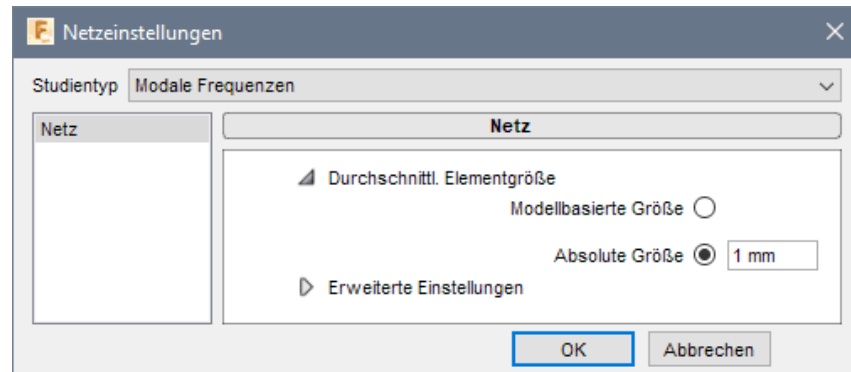 Netzeinstellungen
Studientyp Modale Frequenzen
Netz
Netz
Durchschnittl. Elementgröße
Modellbasierte Größe
Absolute Größe 1 mm
Erweiterte Einstellungen
OK Abbrechen